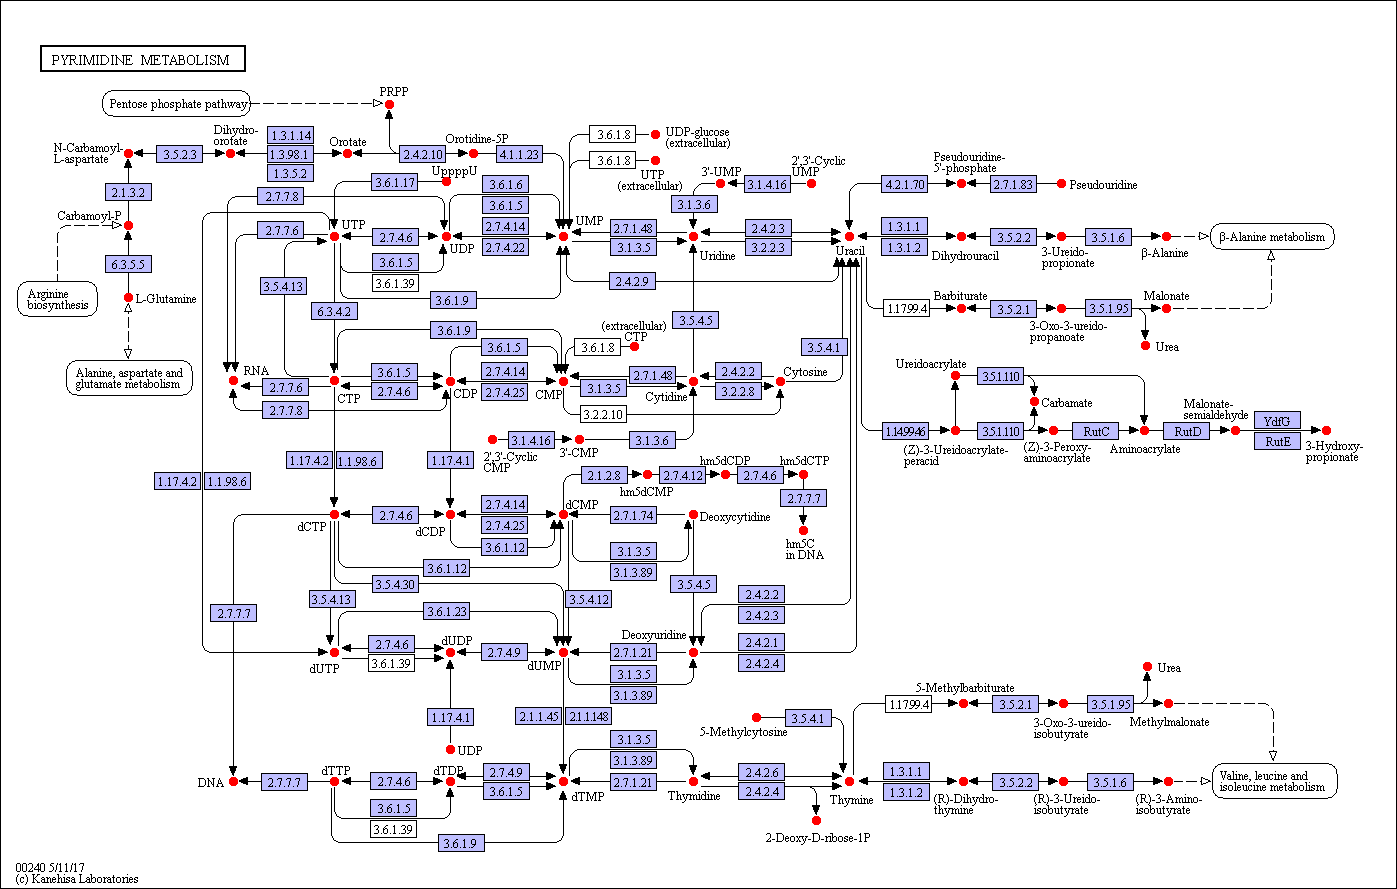 PYRIMIDINE METABOLISM
Pentose phosphate pathway
PRPP
N-Carbamoyl-
L-aspartate
3.5.2.3
Dihydro-
orotate
1.3.1.14
1.3.98.1
1.3.5.2
Orotate
2.4.2.10
Orotidine-5P
4.1.1.23
3.6.1.8
UDP-glucose
(extracellular)
3.6.1.8
UTP
(extracellular)
2.1.3.2
Carbamoyl-P
6.3.5.5
Arginine
biosynthesis
L-Glutamine
Alanine, aspartate and
glutamate metabolism
UppppU
3.6.1.17
2.7.7.8
2.7.7.6
UTP
2.7.4.6
3.6.1.5
3.6.1.39
UDP
3.6.1.6
3.6.1.5
2.7.4.14
2.7.4.22
UMP
3.6.1.9
2.7.1.48
3.1.3.5
Uridine
3'-UMP
3.1.4.16
2',3'-Cyclic
UMP
3.1.3.6
2.4.2.3
3.2.2.3
2.4.2.9
Uracil
4.2.1.70
Pseudouridine-
5'-phosphate
2.7.1.83
Pseudouridine
1.3.1.1
1.3.1.2
Dihydrouracil
3.5.2.2
3-Ureido-
propionate
3.5.1.6
β-Alanine
β-Alanine metabolism
1.1.799.4
Barbiturate
3.5.2.1
3-Oxo-3-ureido-
propanoate
3.5.1.95
Malonate
Urea
3.5.4.13
6.3.4.2
3.6.1.9
3.6.1.5
(extracellular)
CTP
3.6.1.8
3.5.4.5
3.5.4.1
RNA
2.7.7.6
2.7.7.8
CTP
3.6.1.5
2.7.4.6
CDP
2.7.4.14
2.7.4.25
CMP
2.7.1.48
3.1.3.5
Cytidine
2.4.2.2
3.2.2.8
Cytosine
3.2.2.10
2',3'-Cyclic
CMP
3.1.4.16
3'-CMP
3.1.3.6
Ureidoacrylate
3.5.1.110
Carbamate
1.14.99.46
(Z)-3-Ureidoacrylate-
peracid
3.5.1.110
(Z)-3-Peroxy-
aminoacrylate
RutC
Aminoacrylate
RutD
Malonate-
semialdehyde
YdfG
RutE
3-Hydroxy-
propionate
1.17.4.2
1.1.98.6
1.17.4.2
1.1.98.6
1.17.4.1
2.1.2.8
hm5dCMP
2.7.4.12
hm5dCDP
2.7.4.6
hm5dCTP
2.7.7.7
hm5C
in DNA
dCTP
2.7.4.6
dCDP
2.7.4.14
2.7.4.25
3.6.1.12
dCMP
2.7.1.74
Deoxycytidine
3.1.3.5
3.1.3.89
3.6.1.12
3.5.4.30
3.5.4.13
3.5.4.12
3.5.4.5
2.7.7.7
3.6.1.23
2.4.2.2
2.4.2.3
2.4.2.1
2.4.2.4
dUTP
2.7.4.6
3.6.1.39
dUDP
2.7.4.9
dUMP
2.7.1.21
Deoxyuridine
3.1.3.5
3.1.3.89
1.17.4.1
UDP
2.1.1.45
2.1.1.148
5-Methylcytosine
3.5.4.1
1.1.799.4
5-Methylbarbiturate
3.5.2.1
3-Oxo-3-ureido-
isobutyrate
3.5.1.95
Urea
Methylmalonate
DNA
2.7.7.7
dTTP
2.7.4.6
3.6.1.5
3.6.1.39
dTDP
2.7.4.9
3.6.1.5
3.6.1.9
dTMP
3.1.3.5
3.1.3.89
2.7.1.21
Thymidine
2.4.2.6
2.4.2.4
2-Deoxy-D-ribose-1P
Thymine
1.3.1.1
1.3.1.2
(R)-Dihydro-
thymine
3.5.2.2
(R)-3-Ureido-
isobutyrate
3.5.1.6
(R)-3-Amino-
isobutyrate
Valine, leucine and
isoleucine metabolism
00240 5/11/17
(c) Kanehisa Laboratories